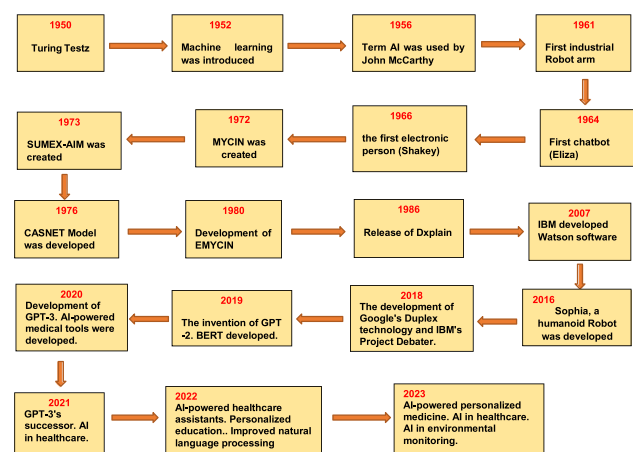 1950
Turing Testz
1952
Machine learning
was introduced
1956
Term AI was used by
John McCarthy
1961
First industrial
Robot arm
1964
First chatbot
(Eliza)
1966
the first electronic
person (Shakey)
1972
MYCIN was
created
1973
SUMEX-AIM was
created
1976
CASNET Model
was developed
1980
Development of
EMYCIN
1986
Release of Dxplain
2007
IBM developed
Watson software
2016
Sophia, a
humanoid Robot
was developed
2018
The development of
Google's Duplex
technology and IBM's
Project Debater.
2019
The invention of GPT
-2. BERT developed.
2020
Development of
GPT-3. AI-powered
medical tools were
developed.
2021
GPT-3's
successor. AI
in healthcare.
2022
AI-powered healthcare
assistants. Personalized
education.. Improved natural
language processing
2023
AI-powered personalized
medicine. AI in healthcare.
AI in environmental
monitoring.